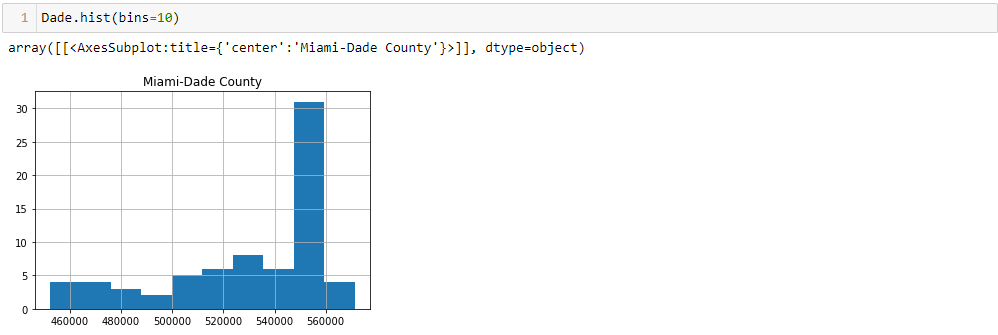 1 Dade.hist(bins=10)
array([[<AxesSubplot:title={'center':'Miami-Dade County'}>]], dtype=object)
Miami-Dade County
30
25
20
15
10
5
0
460000 480000 500000 520000 540000 560000